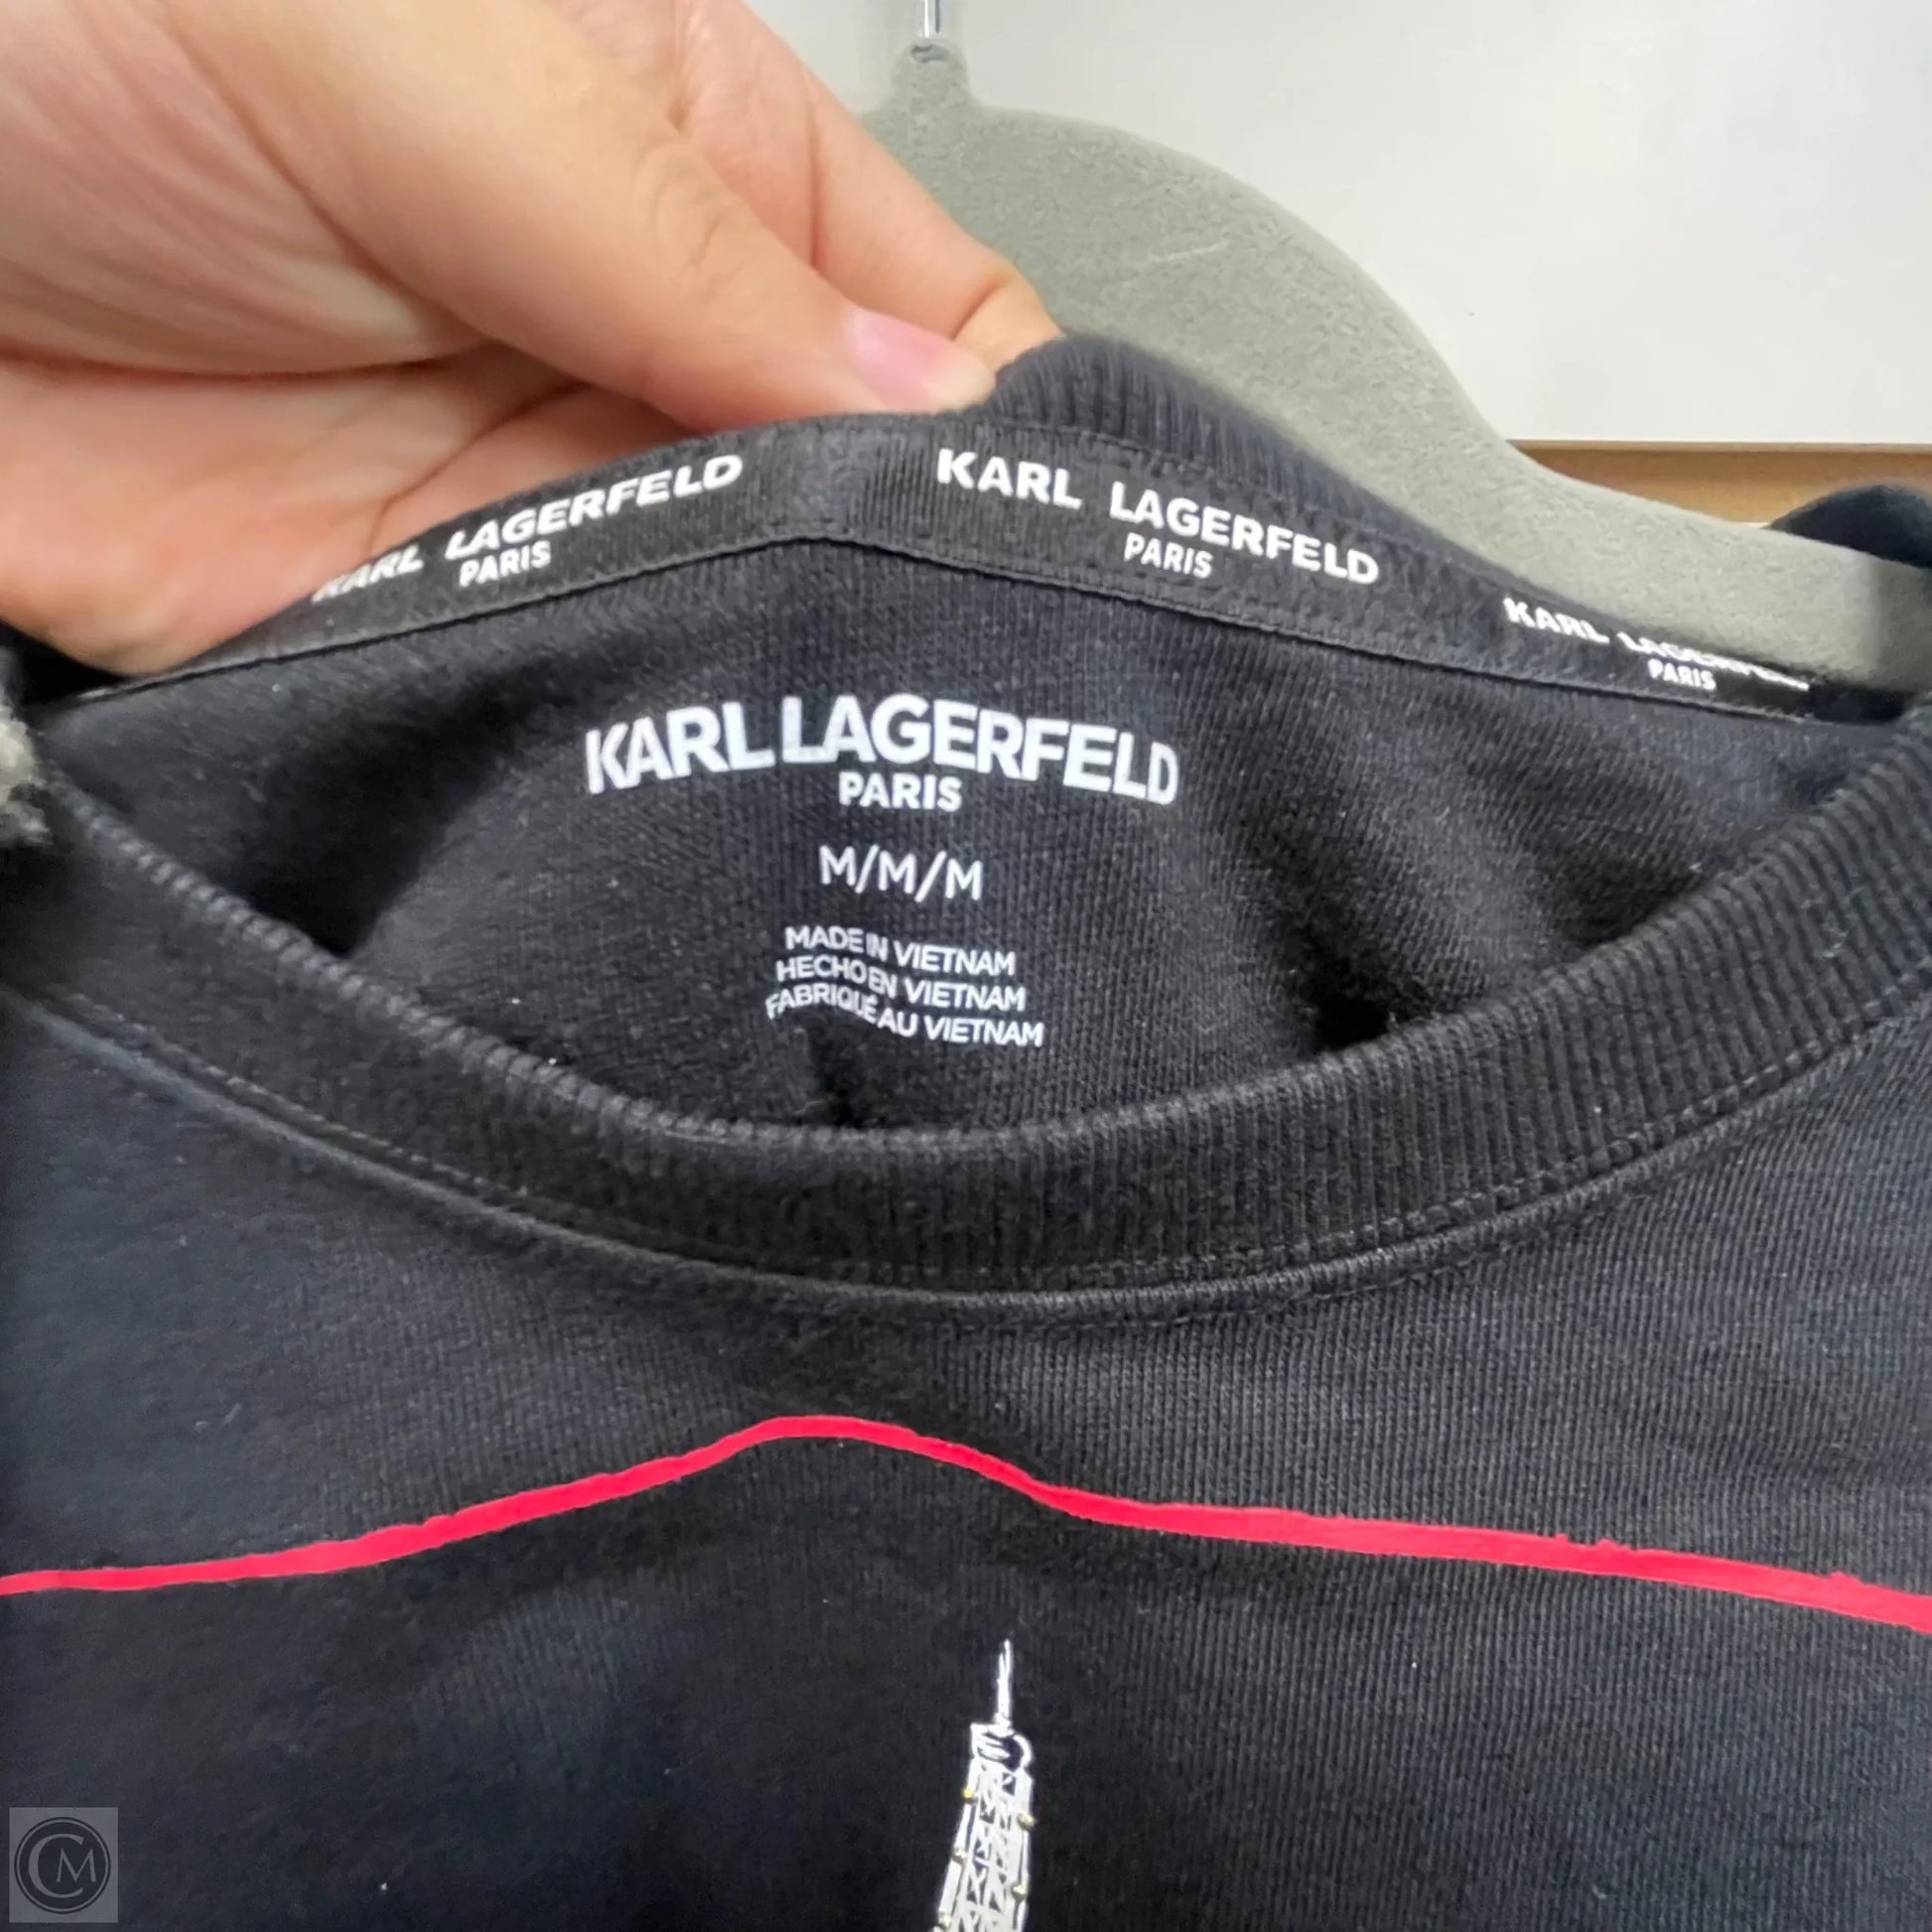 KARL LAGERFELD
PARIS
KARL LAGERFELD
PARIS
KARL LAGERFELD
PARIS
KARL LAGERFELD
PARIS
M/M/M
MADE IN VIETNAM
HECHO EN VIETNAM
FABRIQUÉ AU VIETNAM
CM